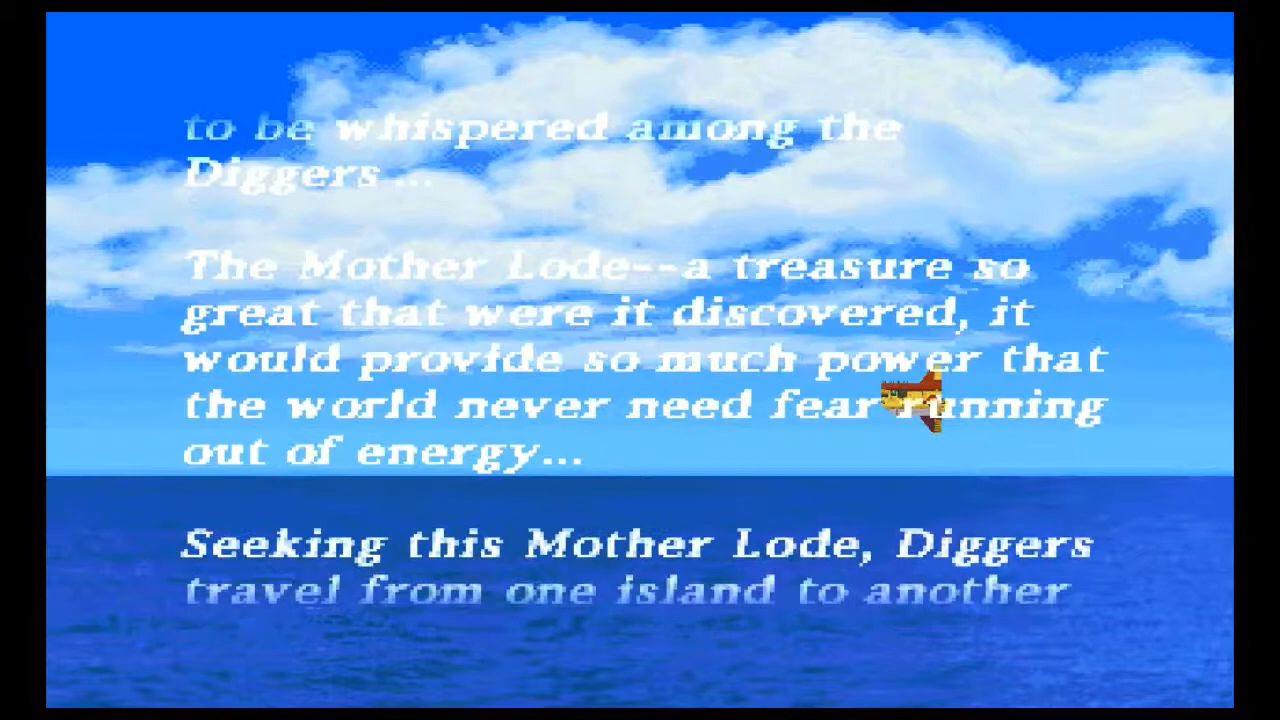 to be whispered among the
Diggers...
The Mother Lode--a treasure so
great that were it discovered, it
would provide so much power that
the world never need fear running
out of energy...
Seeking this Mother Lode, Diggers
travel from one island to another